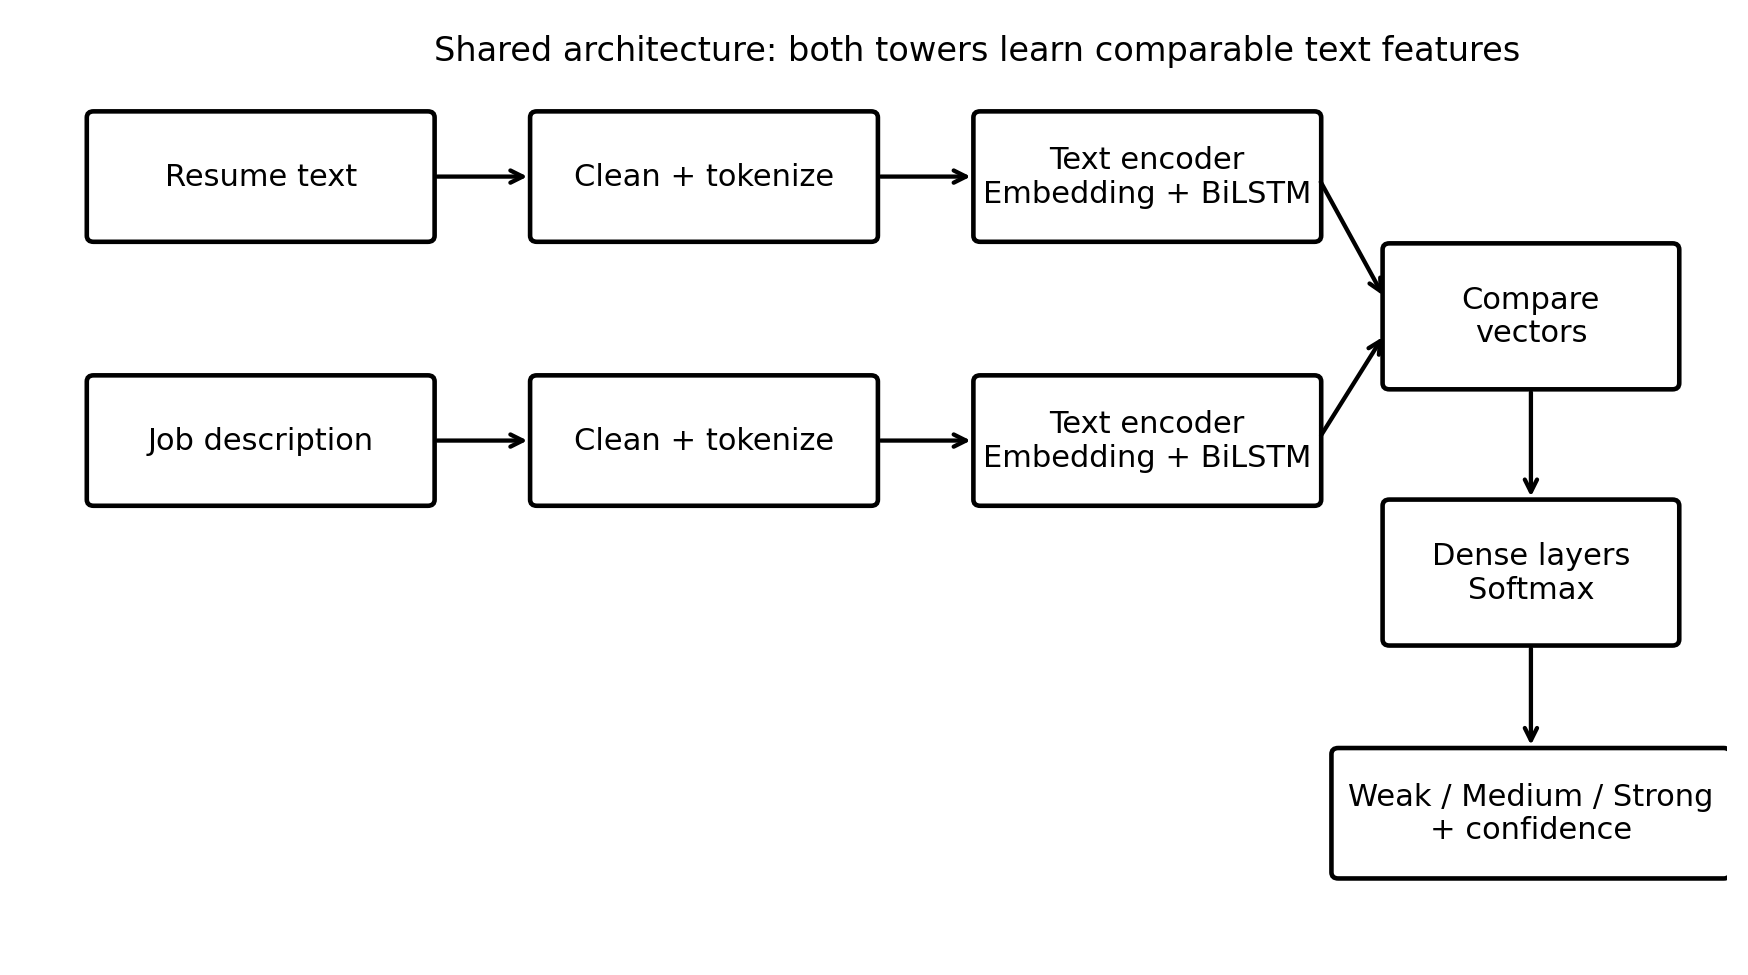 Shared architecture: both towers learn comparable text features
Resume text
Clean + tokenize
Text encoder
Embedding + BiLSTM
Compare
vectors
Job description
Clean + tokenize
Text encoder
Embedding + BiLSTM
Dense layers
Softmax
Weak / Medium / Strong
+ confidence